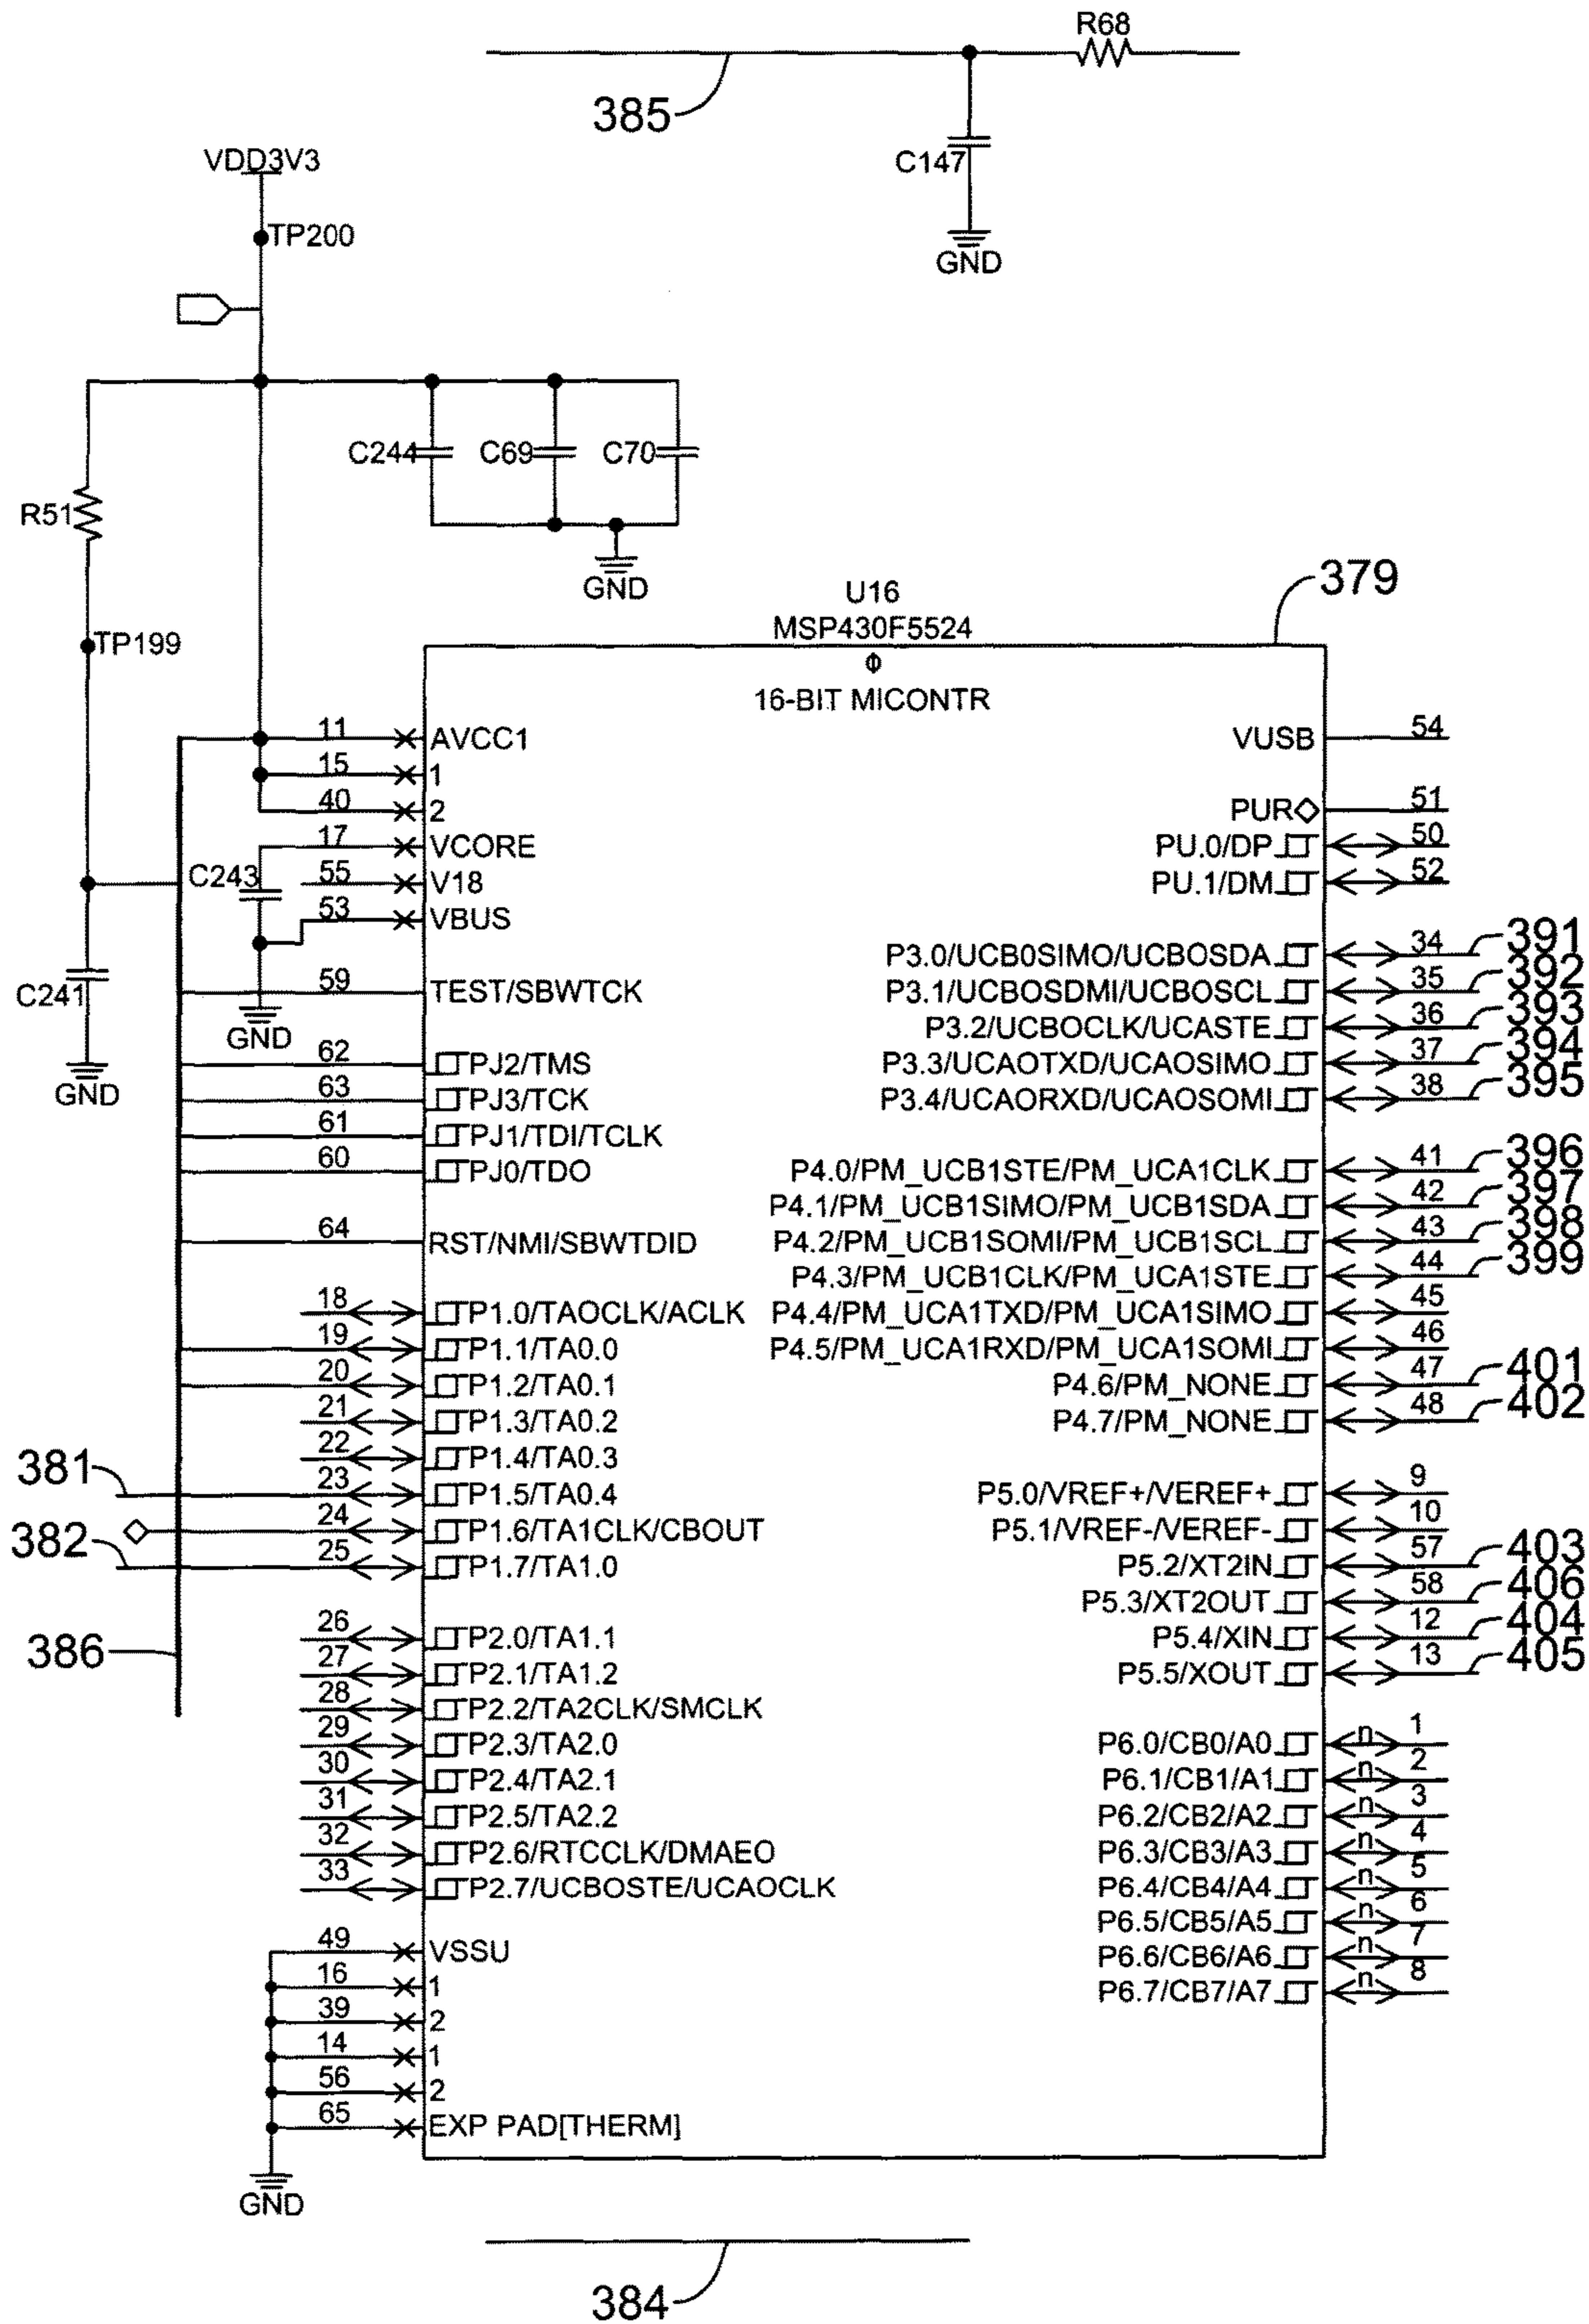 R68
385
C147
GND
VDD3V3
TP200
C244 C69 C70
R51
GND
U16
MSP430F5524
379
TP199
Φ
16-BIT MICONTR
11 AVCC1
15 1
40 2
17 VCORE
C243
55 V18
53 VBUS
C241
59 TEST/SBWTCK
GND
62 PJ2/TMS
GND
63 PJ3/TCK
61 PJ1/TDI/TCLK
60 PJ0/TDO
64 RST/NMI/SBWTDID
18 P1.0/TAOCLK/ACLK
19 P1.1/TA0.0
20 P1.2/TA0.1
21 P1.3/TA0.2
22 P1.4/TA0.3
381 23 P1.5/TA0.4
24 P1.6/TA1CLK/CBOUT
382 25 P1.7/TA1.0
26 P2.0/TA1.1
386
27 P2.1/TA1.2
28 P2.2/TA2CLK/SMCLK
29 P2.3/TA2.0
30 P2.4/TA2.1
31 P2.5/TA2.2
32 P2.6/RTCCLK/DMAEO
33 P2.7/UCBOSTE/UCAOCLK
49 VSSU
16 1
39 2
14 1
56 2
65 EXP PAD[THERM]
GND
VUSB 54
PUR 51
PU.0/DP 50
PU.1/DM 52
P3.0/UCB0SIMO/UCBOSDA 34 391
P3.1/UCBOSDMI/UCBOSCL 35 392
P3.2/UCBOCLK/UCASTE 36 393
P3.3/UCAOTXD/UCAOSIMO 37 394
P3.4/UCAORXD/UCAOSOMI 38 395
P4.0/PM_UCB1STE/PM_UCA1CLK 41 396
P4.1/PM_UCB1SIMO/PM_UCB1SDA 42 397
P4.2/PM_UCB1SOMI/PM_UCB1SCL 43 398
P4.3/PM_UCB1CLK/PM_UCA1STE 44 399
P4.4/PM_UCA1TXD/PM_UCA1SIMO 45
P4.5/PM_UCA1RXD/PM_UCA1SOMI 46
P4.6/PM_NONE 47 401
P4.7/PM_NONE 48 402
P5.0/VREF+/VEREF+ 9
P5.1/VREF-/VEREF- 10
P5.2/XT2IN 57 403
P5.3/XT2OUT 58 406
P5.4/XIN 12 404
P5.5/XOUT 13 405
P6.0/CB0/A0 n 1
P6.1/CB1/A1 n 2
P6.2/CB2/A2 n 3
P6.3/CB3/A3 n 4
P6.4/CB4/A4 n 5
P6.5/CB5/A5 n 6
P6.6/CB6/A6 n 7
P6.7/CB7/A7 n 8
384